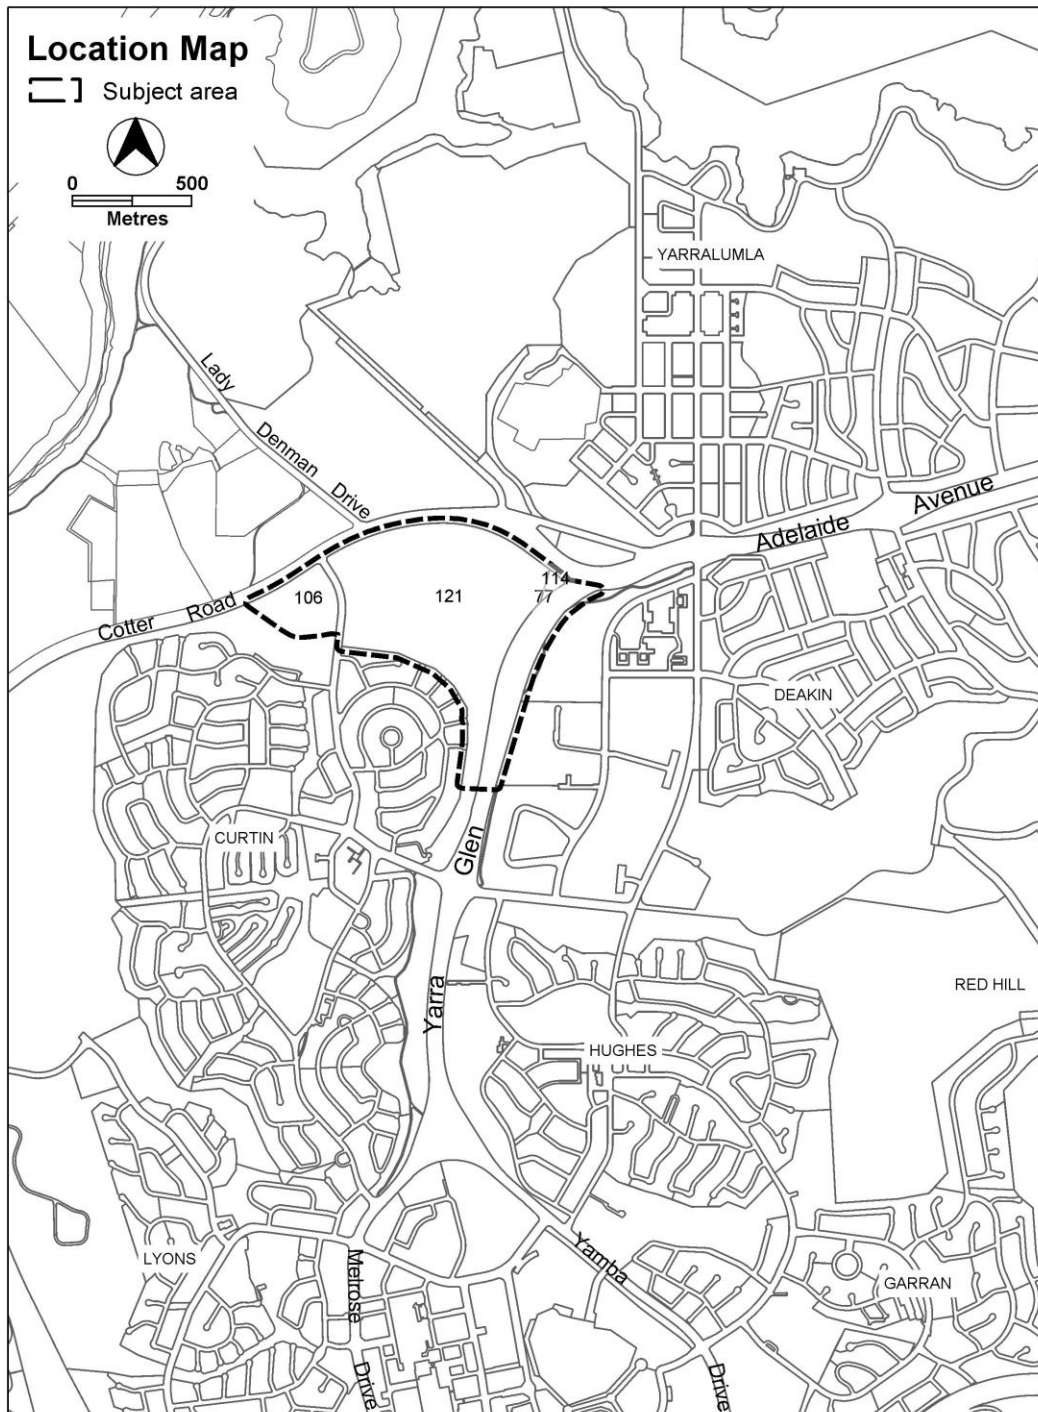 Location Map
Subject area
0 500
Metres
YARRALUMLA
Lady
Denman
Drive
Adelaide
Avenue
Cotter
Road
106
121
114
77
DEAKIN
CURTIN
Glen
Yarra
RED HILL
HUGHES
LYONS
Melrose
Drive
Yamba
Drive
GARRAN